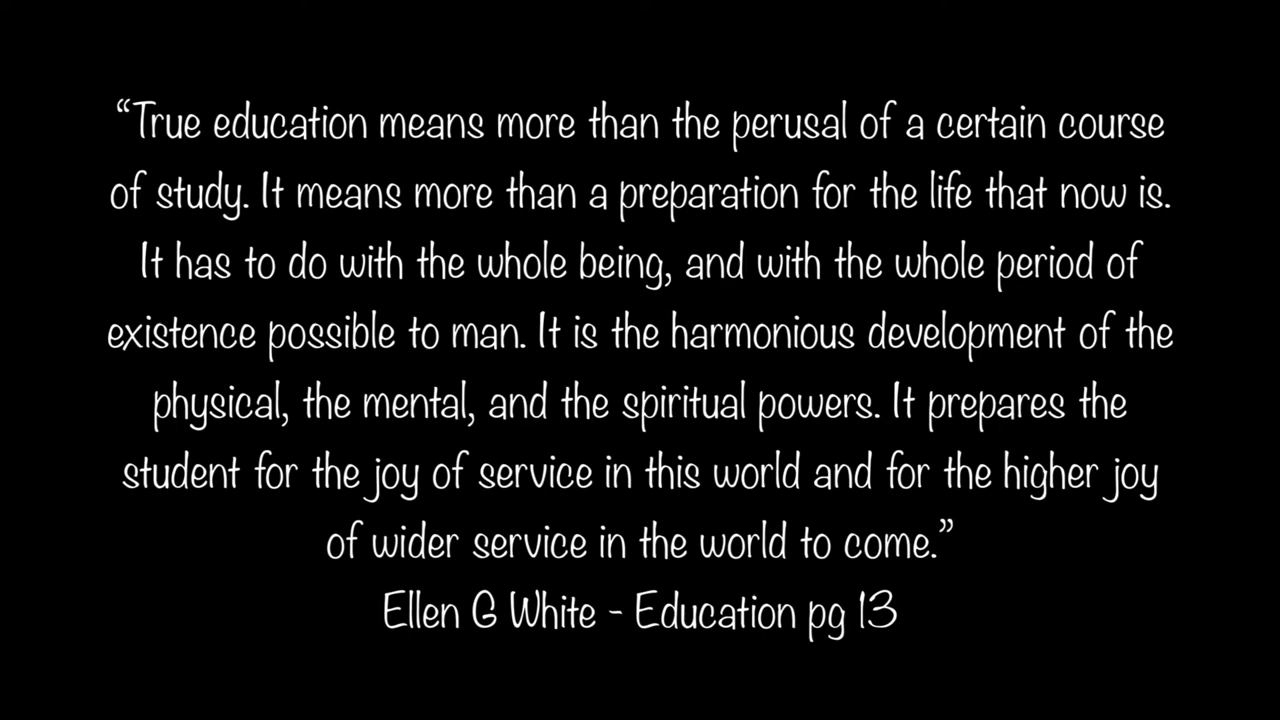 “True education means more than the perusal of a certain course
of study. It means more than a preparation for the life that now is.
It has to do with the whole being, and with the whole period of
existence possible to man. It is the harmonious development of the
physical, the mental, and the spiritual powers. It prepares the
student for the joy of service in this world and for the higher joy
of wider service in the world to come.”
Ellen G White - Education pg 13